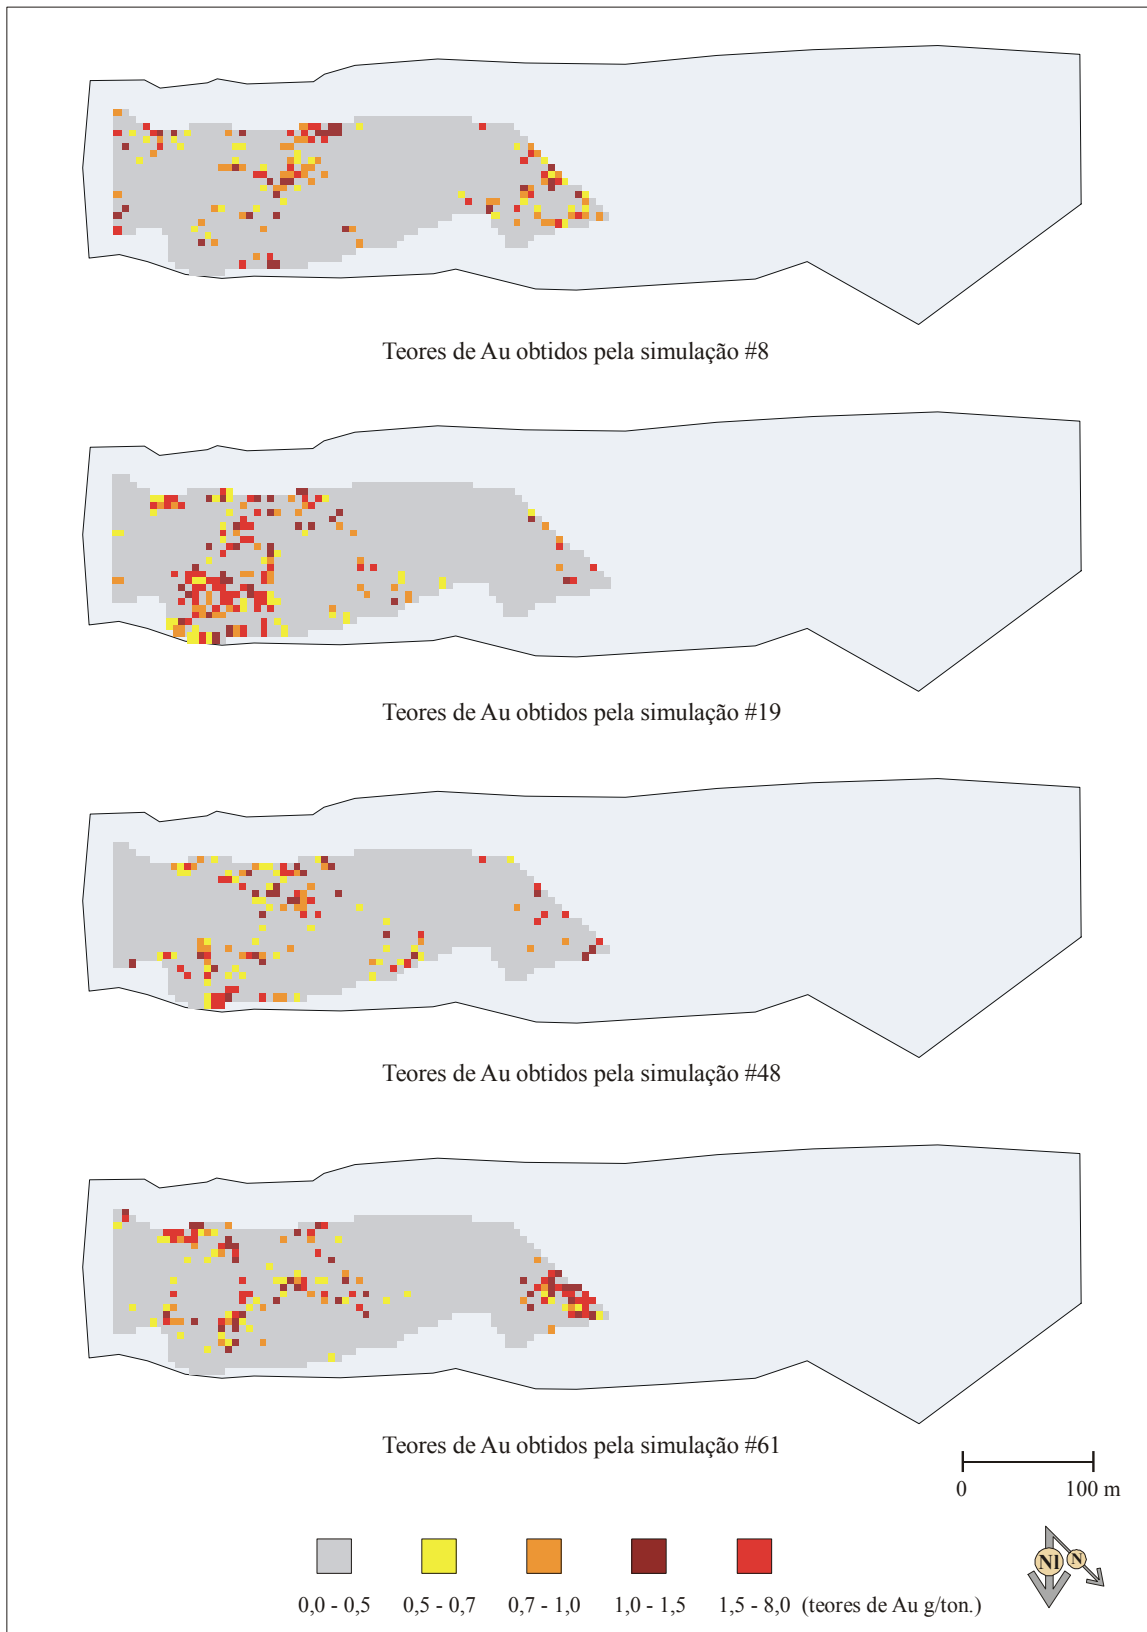 Teores de Au obtidos pela simulação #8
Teores de Au obtidos pela simulação #19
Teores de Au obtidos pela simulação #48
Teores de Au obtidos pela simulação #61
0 100 m
NI N
0,0 - 0,5 0,5 - 0,7 0,7 - 1,0 1,0 - 1,5 1,5 - 8,0 (teores de Au g/ton.)